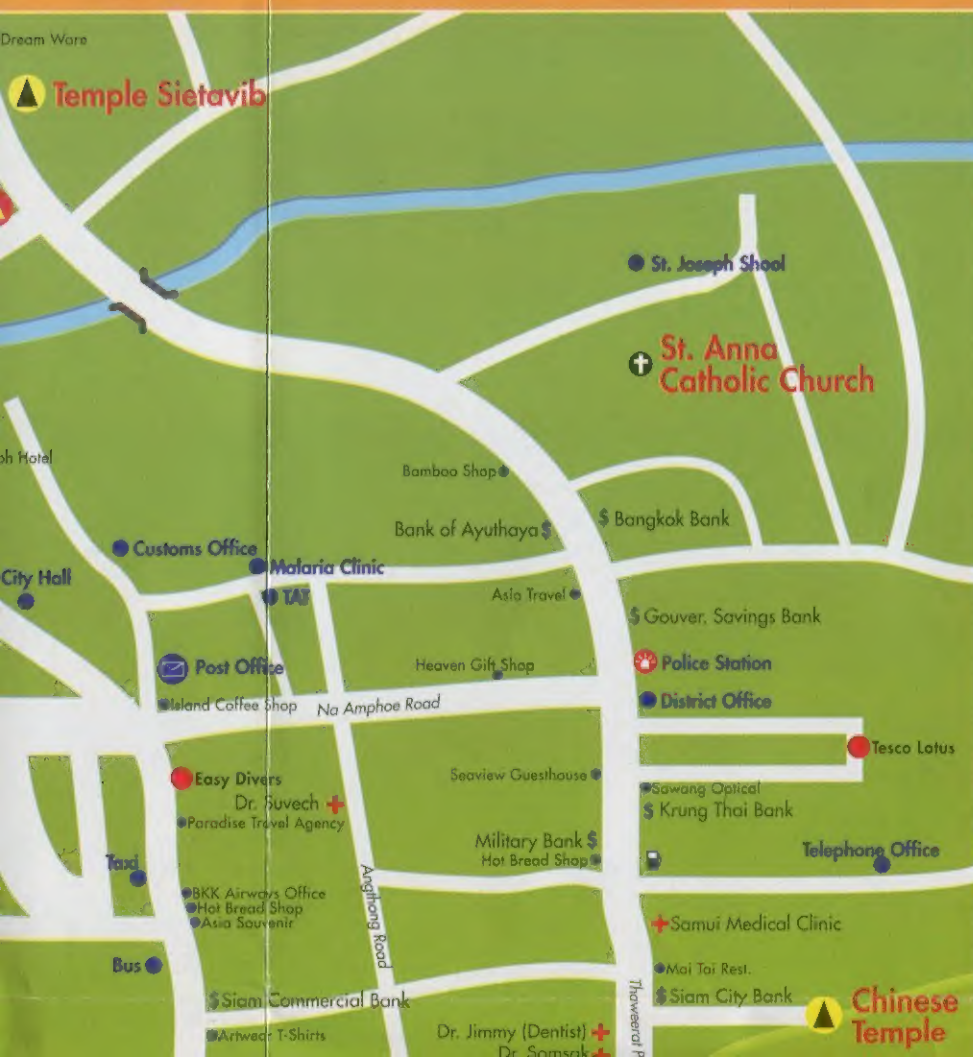 Dream Ware
Temple Sietavib
St. Joseph Shool
St. Anna
Catholic Church
Hotel
Bamboo Shop
Bank of Ayuthaya $
$ Bangkok Bank
Customs Office
Malaria Clinic
City Hall
TAT
Asia Travel
$ Gouver. Savings Bank
Post Office
Heaven Gift Shop
Police Station
District Office
Island Coffee Shop
Na Amphoe Road
Tesco Lotus
Easy Divers
Seaview Guesthouse
Sawang Optical
Dr. Suvech
$ Krung Thai Bank
Paradise Travel Agency
Military Bank $
Hot Bread Shop
Telephone Office
Taxi
Angthong Road
BKK Airways Office
Hot Bread Shop
Asia Souvenir
Samui Medical Clinic
Bus
Mai Tai Rest.
$ Siam Commercial Bank
$ Siam City Bank
Chinese
Temple
Thaweerat
Artwear T-Shirts
Dr. Jimmy (Dentist)
Dr. Somsak